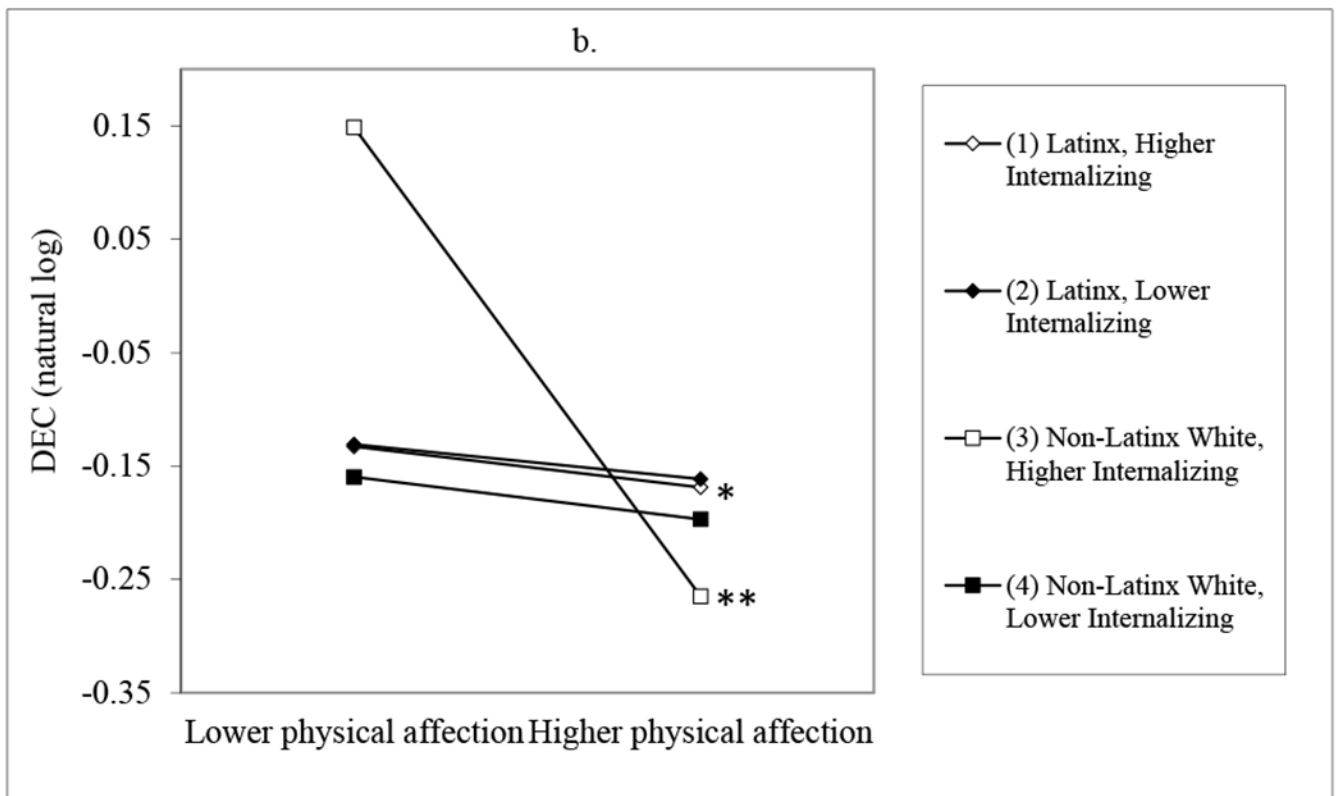 b.
0.15
0.05
-0.05
-0.15
-0.25
-0.35
DEC (natural log)
*
**
Lower physical affection Higher physical affection
(1) Latinx, Higher
Internalizing
(2) Latinx, Lower
Internalizing
(3) Non-Latinx White,
Higher Internalizing
(4) Non-Latinx White,
Lower Internalizing